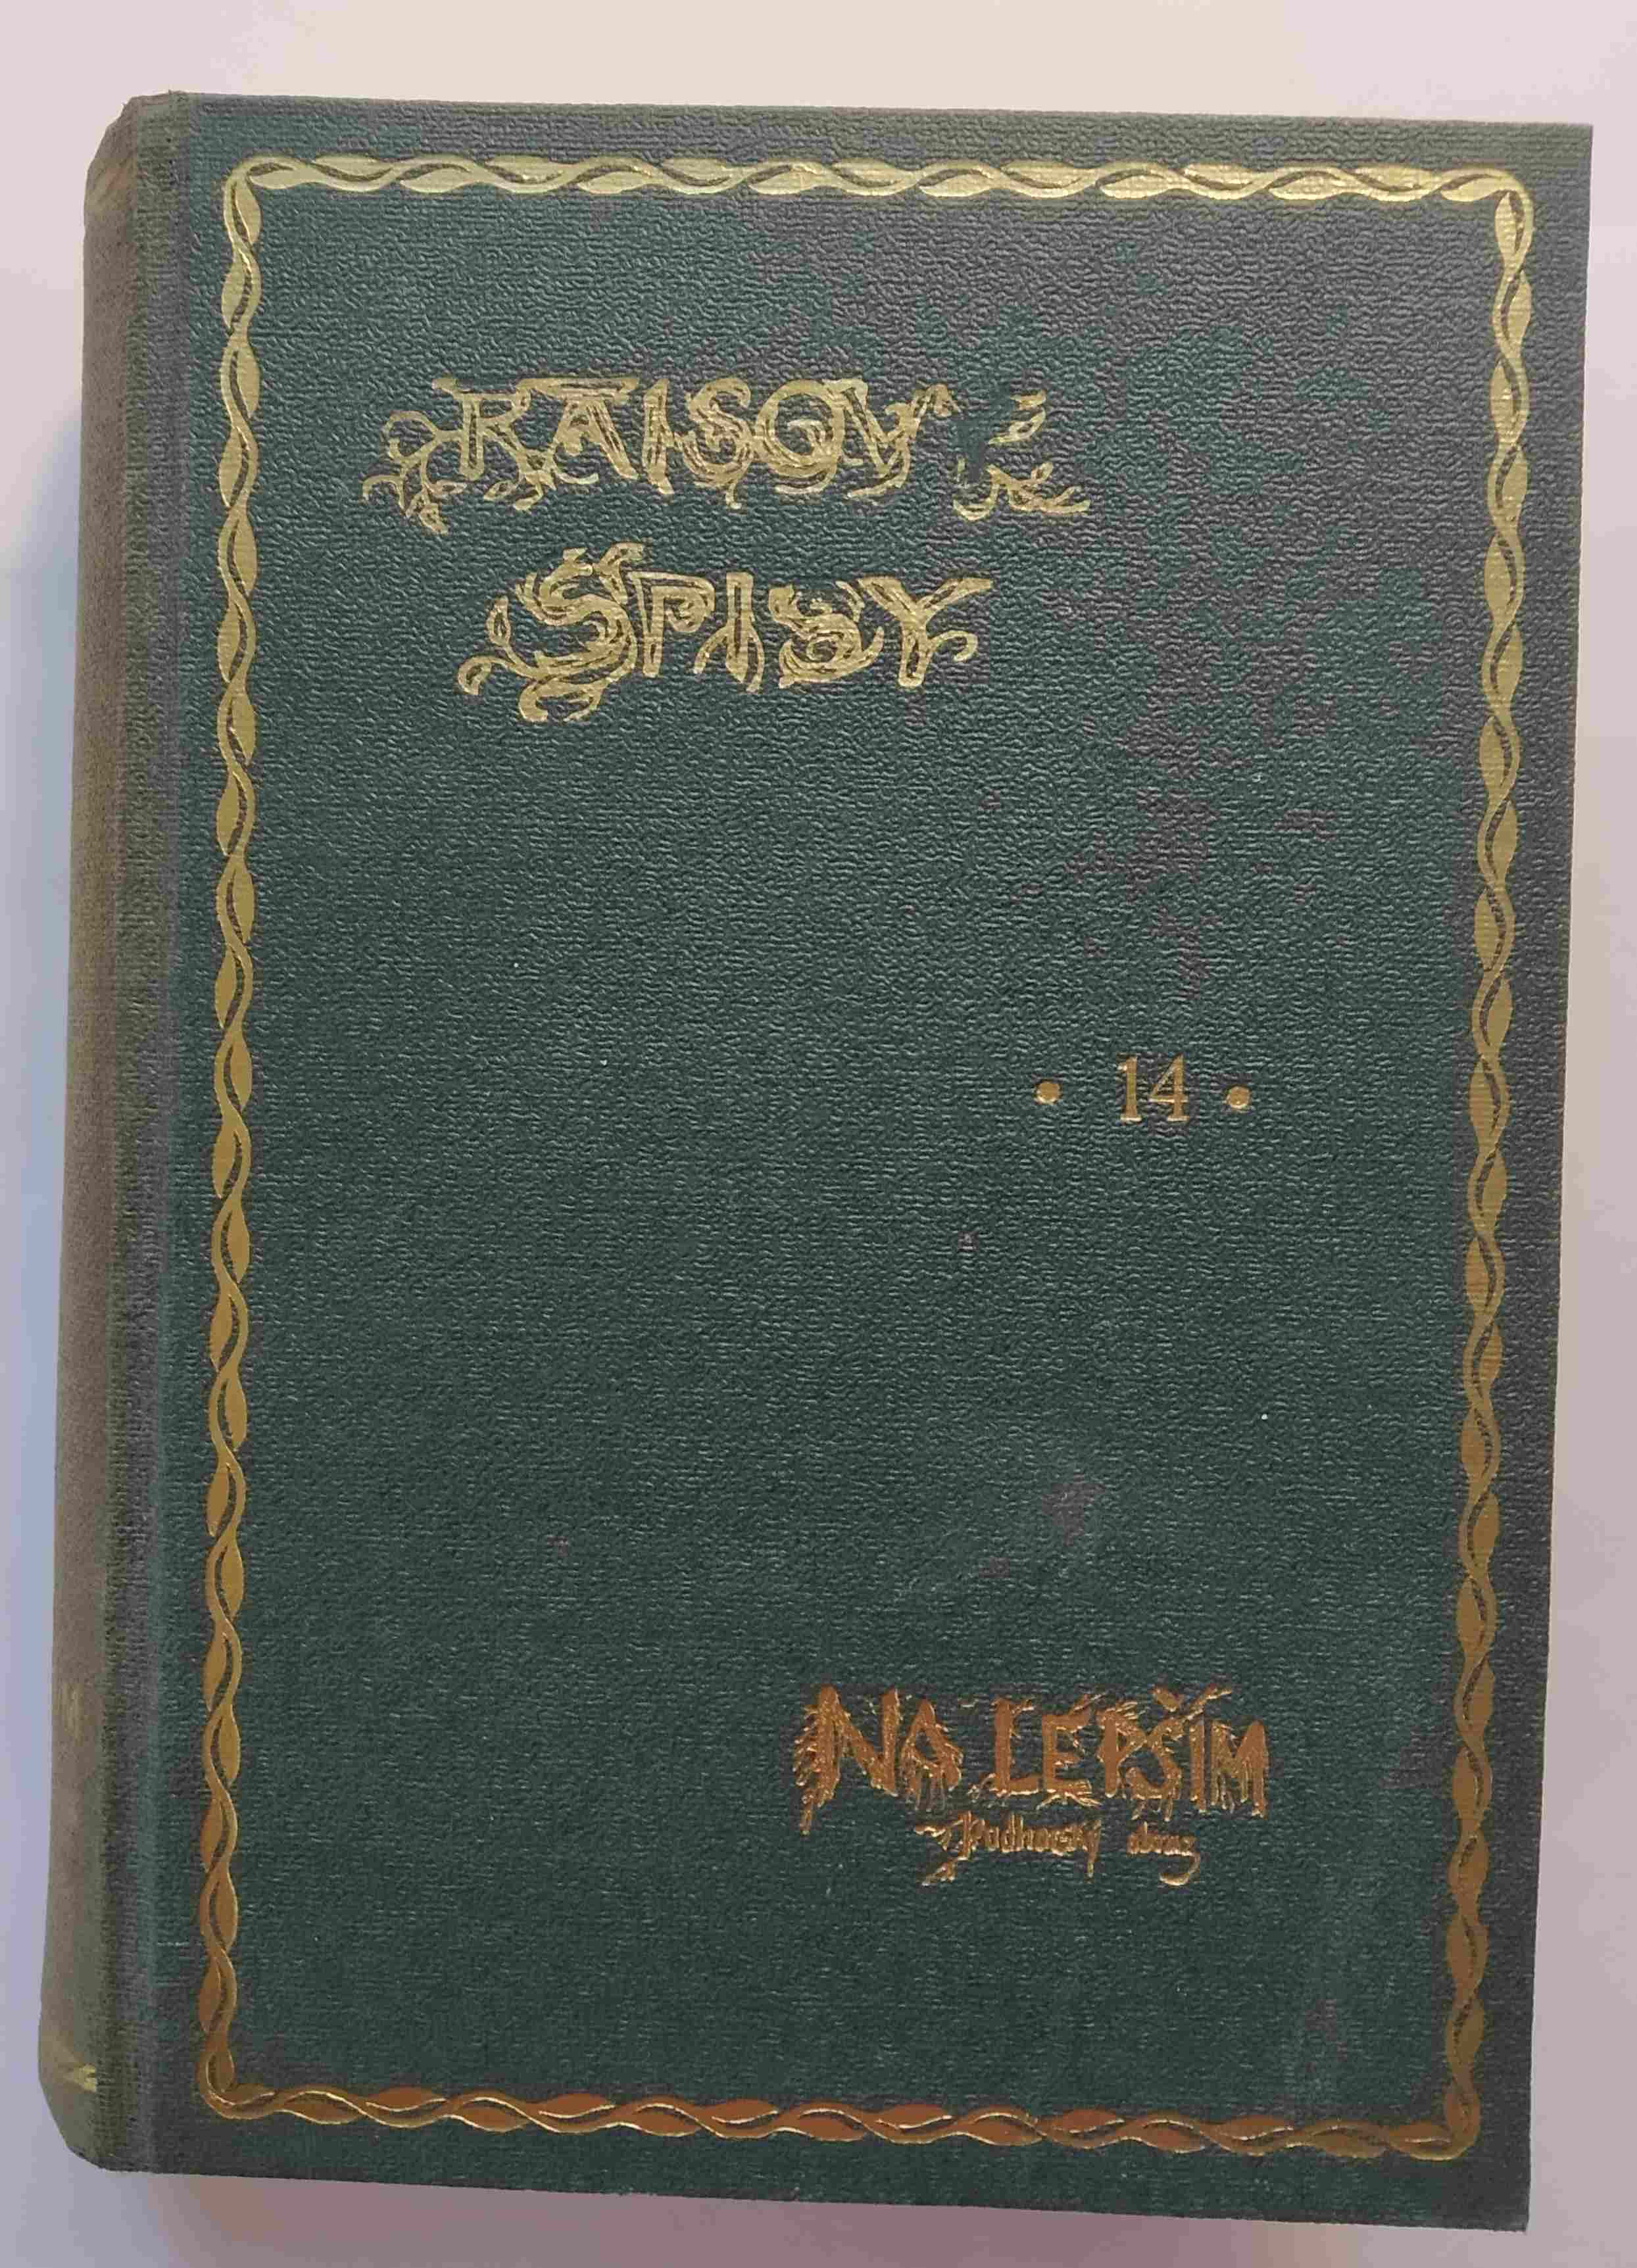 RAISOVY
SPISY
• 14 •
NA LEPŠÍM
Podhorský obraz